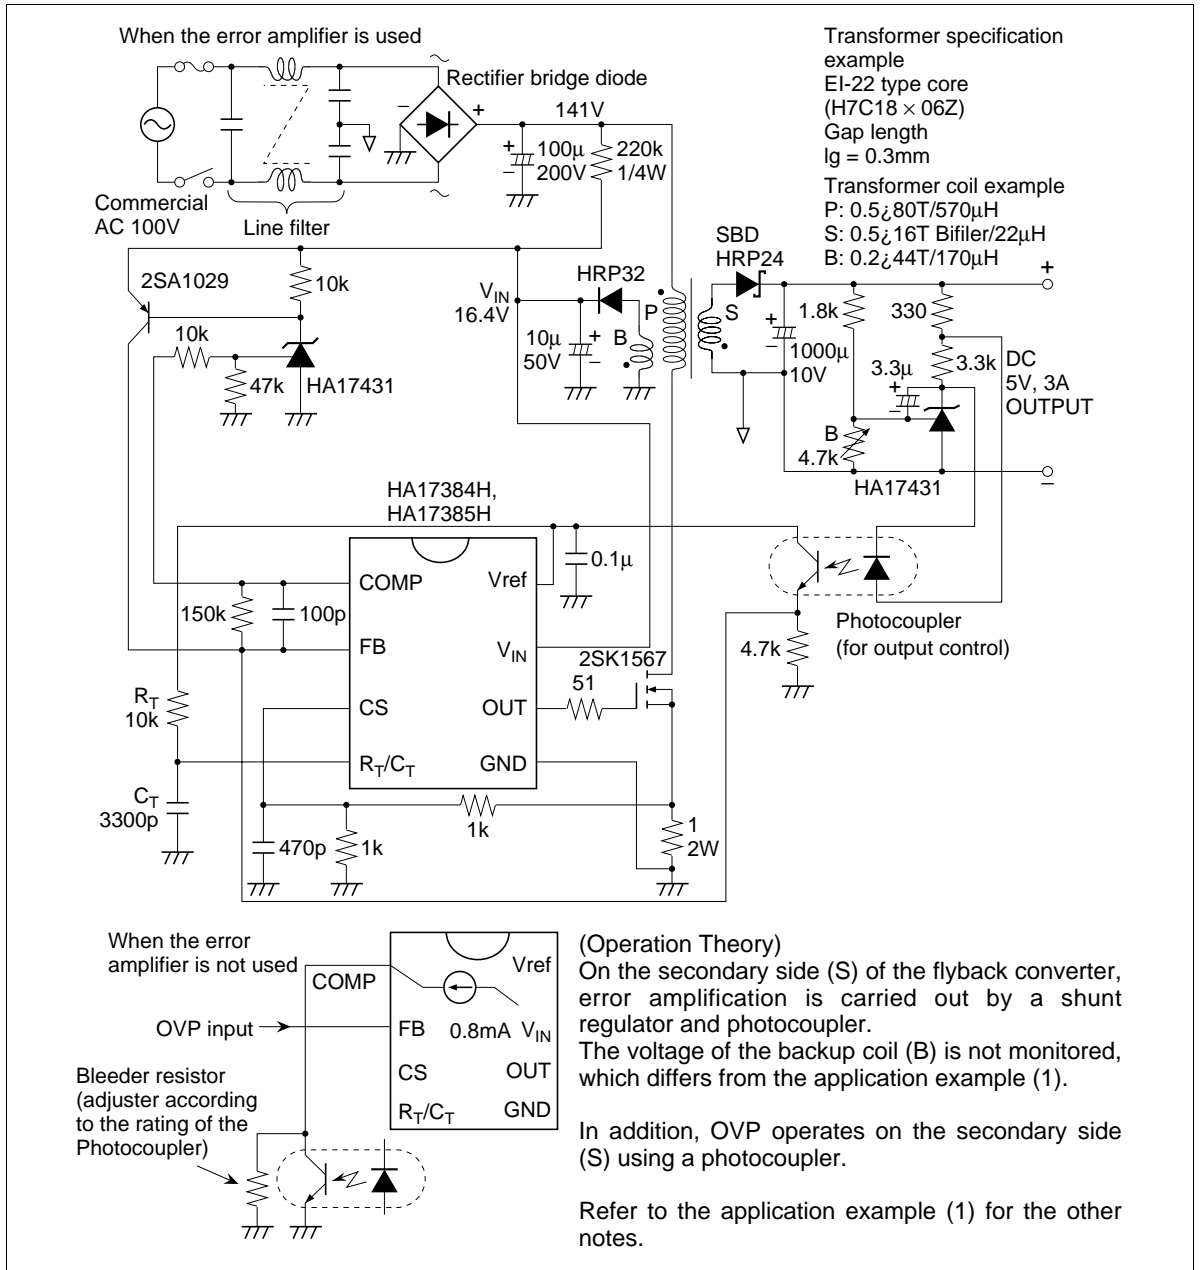 When the error amplifier is used
Rectifier bridge diode
−
+
141V
100μ
200V
+
−
220k
1/4W
Commercial
AC 100V
Line filter
Transformer specification
example
EI-22 type core
(H7C18 × 06Z)
Gap length
lg = 0.3mm
Transformer coil example
P: 0.5¿80T/570μH
S: 0.5¿16T Bifiler/22μH
B: 0.2¿44T/170μH
2SA1029
10k
10k
47k
HA17431
VIN
16.4V
HRP32
10μ
50V
+
−
B
P
S
SBD
HRP24
+
−
1000μ
10V
1.8k
330
3.3k
3.3μ
+
−
B
4.7k
HA17431
+
DC
5V, 3A
OUTPUT
−
HA17384H,
HA17385H
COMP
FB
CS
RT/CT
Vref
VIN
OUT
GND
0.1μ
150k
100p
RT
10k
CT
3300p
470p
1k
1k
51
2SK1567
1
2W
4.7k
Photocoupler
(for output control)
When the error
amplifier is not used
COMP
OVP input
FB
CS
RT/CT
0.8mA
Vref
VIN
OUT
GND
Bleeder resistor
(adjuster according
to the rating of the
Photocoupler)
(Operation Theory)
On the secondary side (S) of the flyback converter,
error amplification is carried out by a shunt
regulator and photocoupler.
The voltage of the backup coil (B) is not monitored,
which differs from the application example (1).
In addition, OVP operates on the secondary side
(S) using a photocoupler.
Refer to the application example (1) for the other
notes.